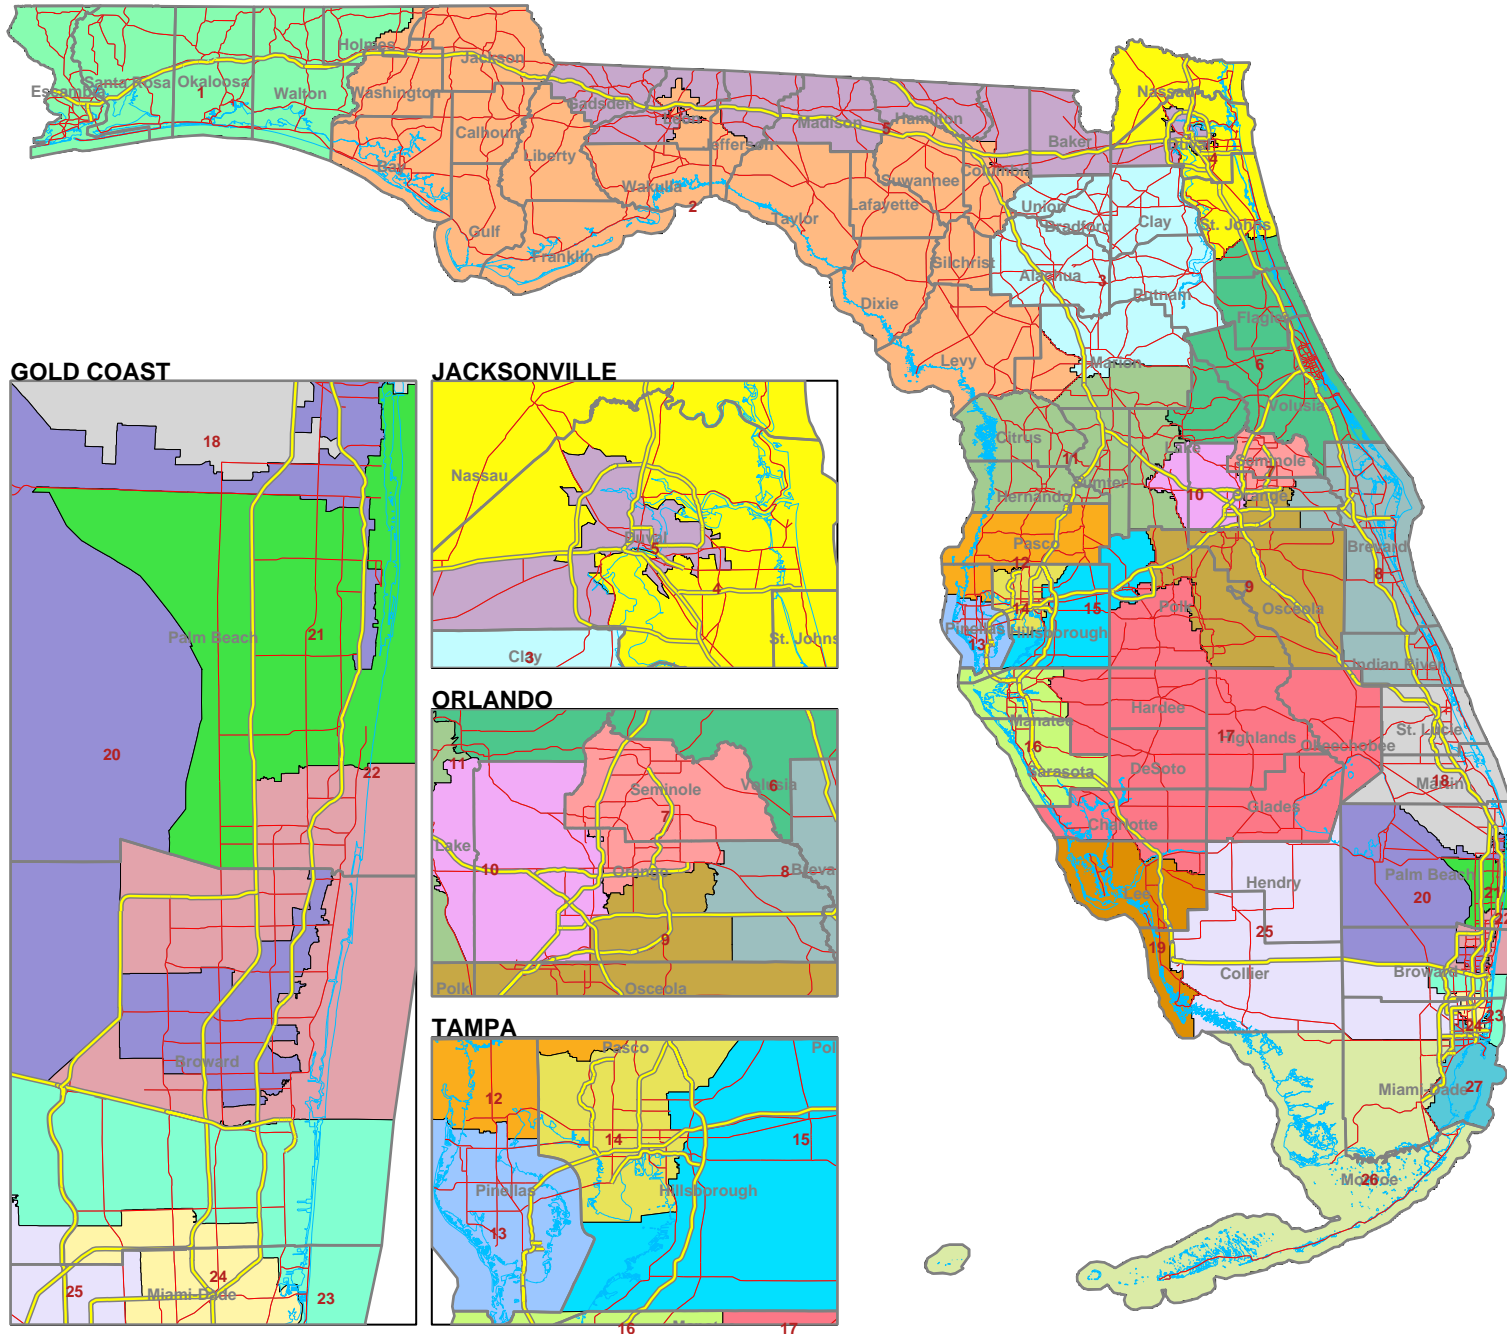 Holmes
Jackson
Santa Rosa
Okaloosa
Escambia
1
Walton
Washington
Gadsden
Leon
Madison
Hamilton
5
Nassau
Calhoun
Jefferson
Baker
Duval
4
Bay
Liberty
Wakulla
Suwannee
Columbia
2
Taylor
Lafayette
Union
Bradford
Clay
St. Johns
Gulf
Franklin
Gilchrist
Alachua
3
Putnam
Dixie
Flagler
Levy
Marion
6
Volusia
Citrus
11
Lake
Seminole
7
Sumter
Hernando
10
Orange
Pasco
12
Brevard
8
9
14
15
Polk
Osceola
Pinellas
13
Hillsborough
Indian River
Hardee
Manatee
16
17
Highlands
Okeechobee
St. Lucie
Sarasota
DeSoto
18
Martin
Glades
Charlotte
Lee
Hendry
Palm Beach
20
21
22
19
25
Collier
Broward
23
24
Miami-Dade
27
Monroe
26
GOLD COAST
18
Palm Beach
21
20
22
Broward
24
25
Miami-Dade
23
JACKSONVILLE
Nassau
Duval
5
4
St. Johns
Clay
3
ORLANDO
11
Volusia
6
Seminole
7
Lake
10
Orange
8
Breva
9
Polk
Osceola
TAMPA
Pasco
Pol
12
14
15
Pinellas
Hillsborough
13
16
17